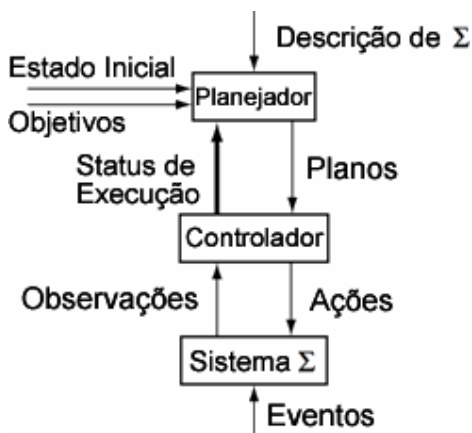 Descrição de Σ
Estado Inicial
Planejador
Objetivos
Status de
Execução
Planos
Controlador
Observações
Ações
Sistema Σ
Eventos